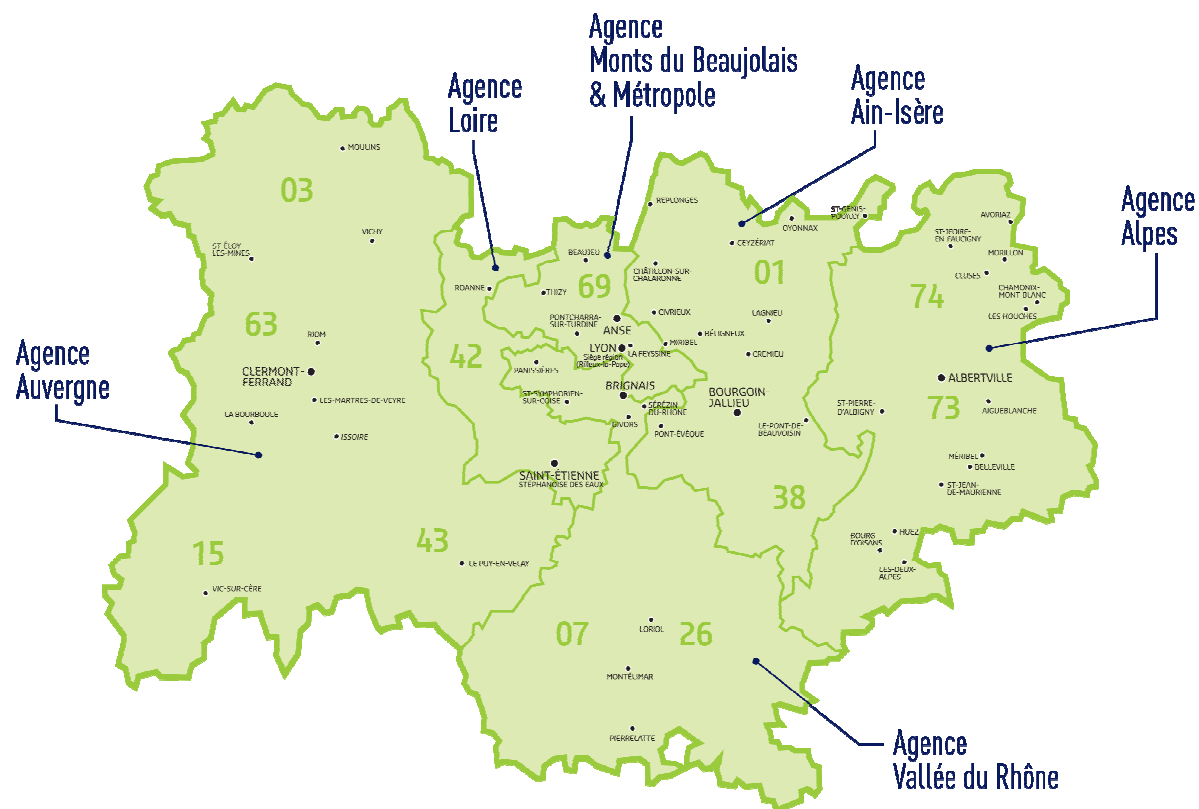 Agence
Monts du Beaujolais
& Métropole
Agence
Loire
Agence
Ain-Isère
Agence
Alpes
Agence
Auvergne
Agence
Vallée du Rhône
MOULINS
03
VICHY
ST ÉLOY
LES-MINES
63
RIOM
CLERMONT-
FERRAND
LES-MARTRES-DE-VEYRE
LA BOURBOULE
ISSOIRE
15
VIC-SUR-CÈRE
43
LE PUY-EN-VELAY
ROANNE
42
PANISSIÈRES
ST-SYMPHORIEN-
SUR-COISE
SAINT-ÉTIENNE
STÉPHANOISE DES EAUX
BEAUJEU
69
THIZY
PONTCHARRA-
SUR-TURDINE
ANSE
LYON
Siège région
(Rillieux-la-Pape)
LA FEYSSINE
BRIGNAIS
GIVORS
SÉRÉZIN
DU-RHÔNE
PONT-ÉVÊQUE
REPLONGES
CEYZÉRIAT
OYONNAX
ST-GENIS-
POUILLY
CHÂTILLON-SUR-
CHALARONNE
01
CIVRIEUX
LAGNIEU
BÉLIGNEUX
MIRIBEL
CRÉMIEU
BOURGOIN
JALLIEU
LE-PONT-DE-
BEAUVOISIN
38
BOURG
D'OISANS
HUEZ
LES-DEUX-
ALPES
AVORIAZ
ST-JEOIRE-
EN FAUCIGNY
MORILLON
CLUSES
74
CHAMONIX-
MONT BLANC
LES HOUCHES
ALBERTVILLE
73
AIGUEBLANCHE
ST-PIERRE-
D'ALBIGNY
MÉRIBEL
BELLEVILLE
ST-JEAN-
DE-MAURIENNE
07
26
LORIOL
MONTÉLIMAR
PIERRELATTE